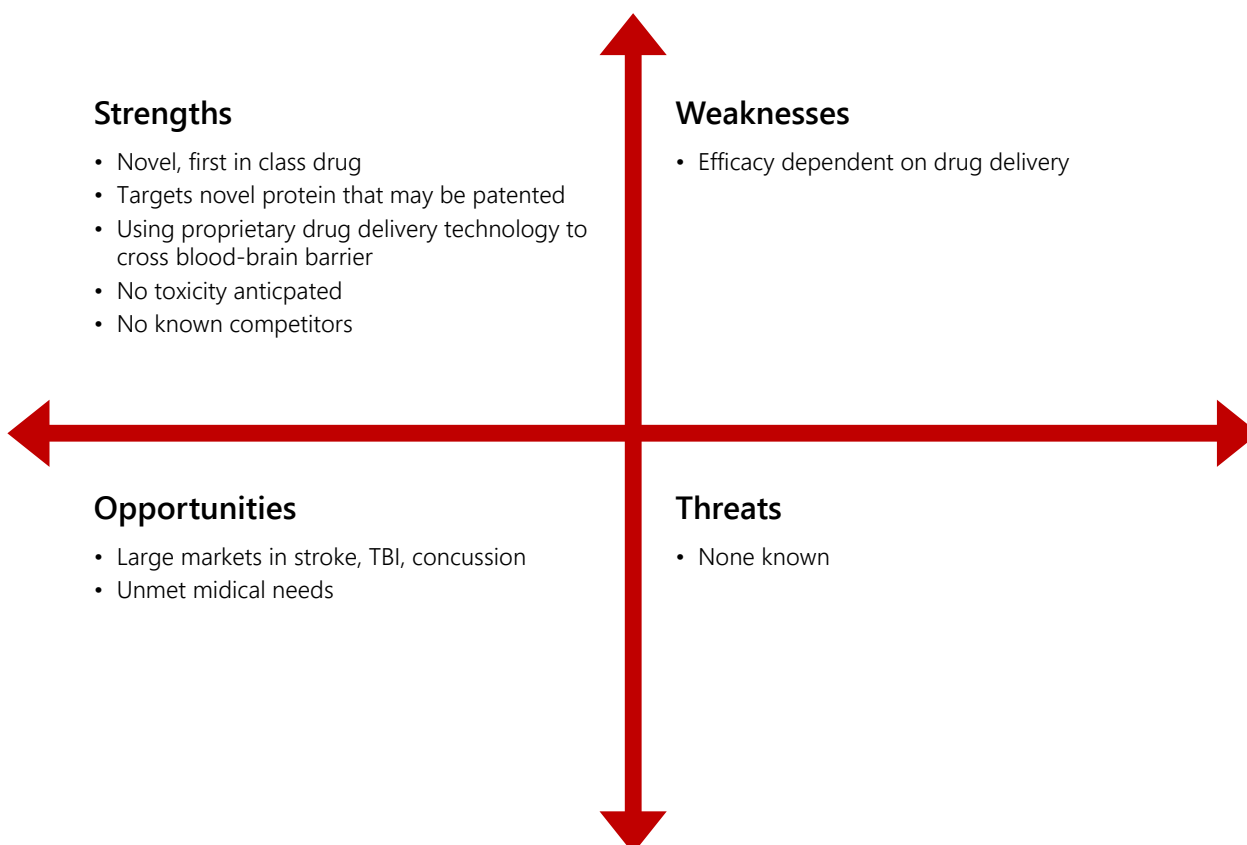 Strengths
• Novel, first in class drug
• Targets novel protein that may be patented
• Using proprietary drug delivery technology to
cross blood-brain barrier
• No toxicity anticpated
• No known competitors
Weaknesses
• Efficacy dependent on drug delivery
Opportunities
• Large markets in stroke, TBI, concussion
• Unmet midical needs
Threats
• None known